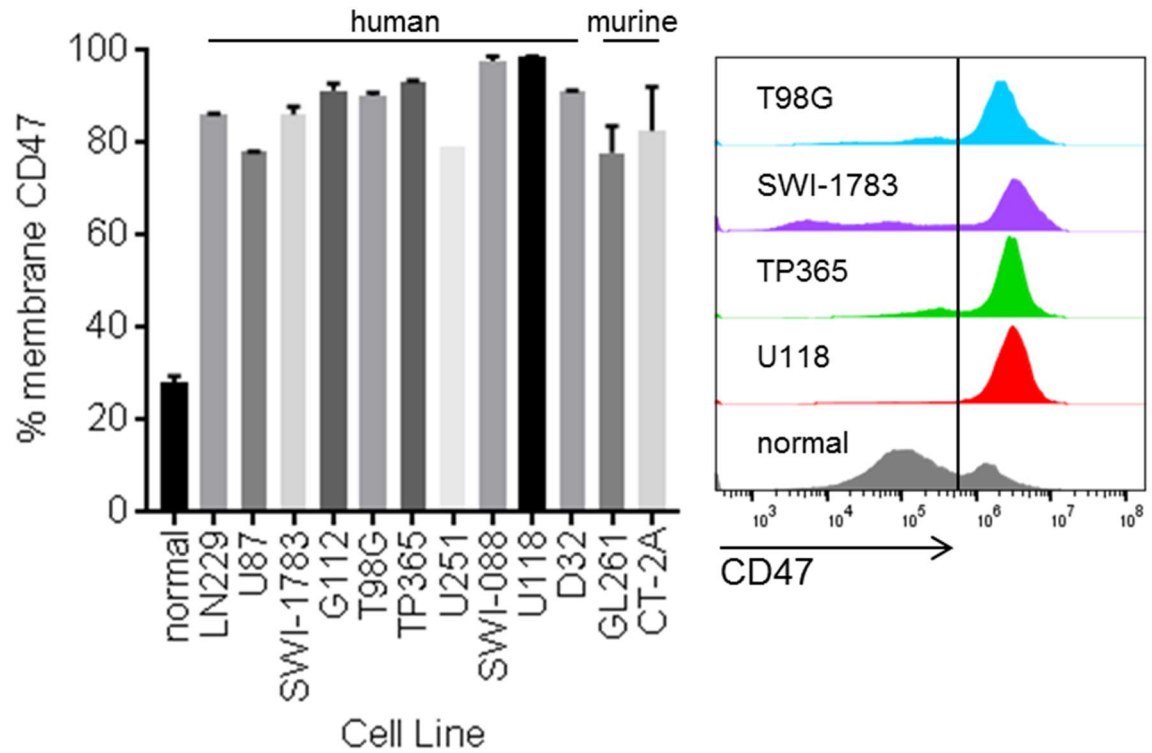 human murine
100
80
60
40
20
0
% membrane CD47
normal
LN229
U87
SWI-1783
G112
T98G
TP365
U251
SWI-088
U118
D32
GL261
CT-2A
Cell Line
T98G
SWI-1783
TP365
U118
normal
10³ 10⁴ 10⁵ 10⁶ 10⁷ 10⁸
CD47